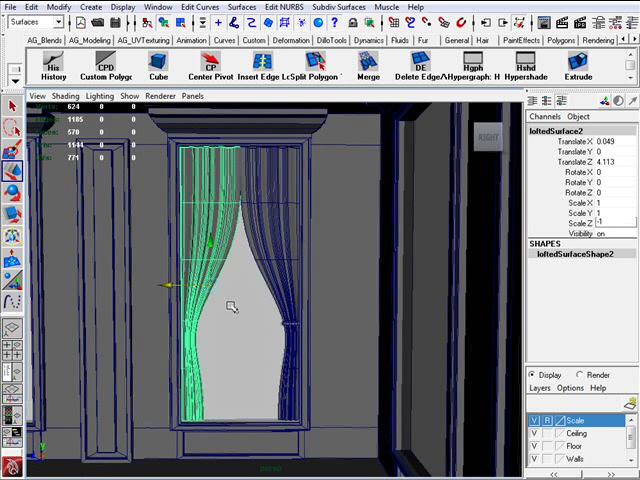 File Edit Modify Create Display Window Edit Curves Surfaces Edit NURBS Subdiv Surfaces Muscle Help
Surfaces
AG_Blends AG_Modeling AG_UVTexturing Animation Curves Custom Deformation DilloTools Dynamics Fluids Fur General Hair PaintEffects Polygons Rendering
His CPD CP DE Hgph Hshd
History Custom Polygc Cube Center Pivot Insert Edge Lc Split Polygon Merge Delete Edge/\ Hypergraph: H Hypershade Extrude
View Shading Lighting Show Renderer Panels
624 0 0
1185 0 0
570 0 0
1144 0 0
771 0 0
RIGHT
persp
Channels Object
loftedSurface2
Translate X 0.049
Translate Y 0
Translate Z 4.113
Rotate X 0
Rotate Y 0
Rotate Z 0
Scale X 1
Scale Y 1
Scale Z -1
Visibility on
SHAPES
loftedSurfaceShape2
Display Render
Layers Options Help
V R Scale
V Ceiling
V Floor
V Walls
<< >>